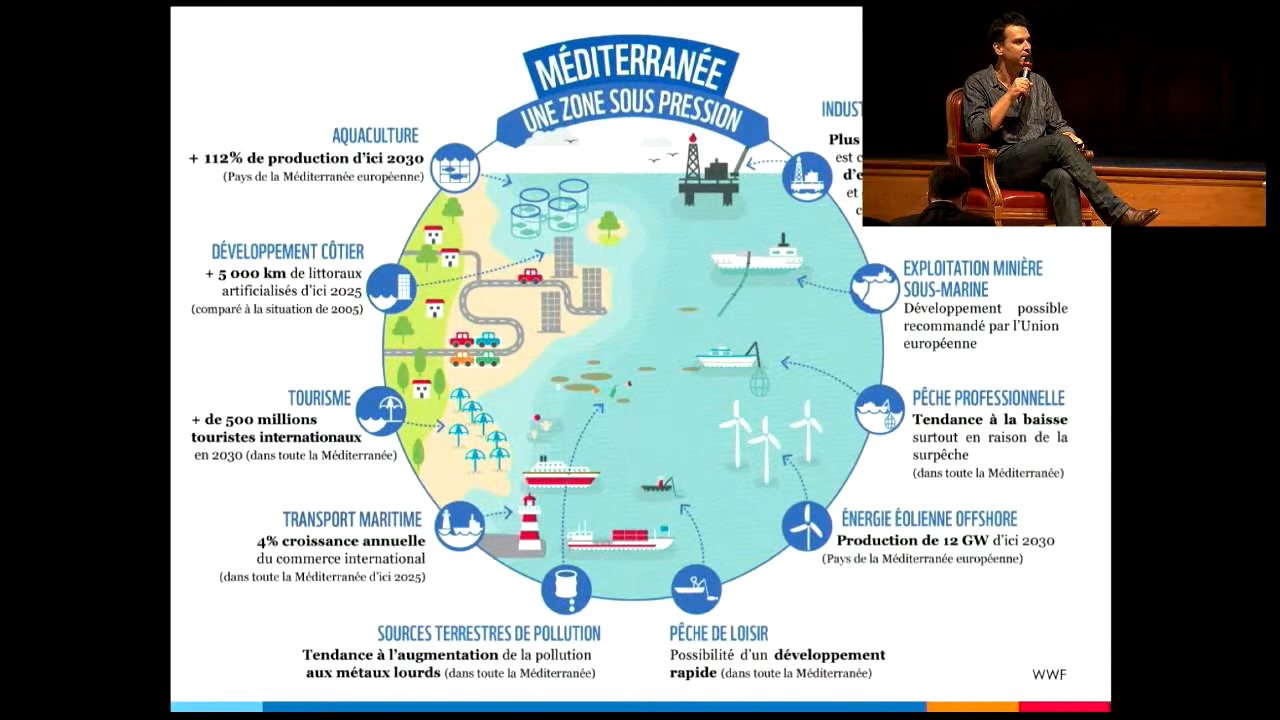 MÉDITERRANÉE
UNE ZONE SOUS PRESSION
AQUACULTURE
+ 112% de production d'ici 2030
(Pays de la Méditerranée européenne)
DÉVELOPPEMENT CÔTIER
+ 5 000 km de littoraux
artificialisés d'ici 2025
(comparé à la situation de 2005)
TOURISME
+ de 500 millions
touristes internationaux
en 2030 (dans toute la Méditerranée)
TRANSPORT MARITIME
4% croissance annuelle
du commerce international
(dans toute la Méditerranée d'ici 2025)
SOURCES TERRESTRES DE POLLUTION
Tendance à l'augmentation de la pollution
aux métaux lourds (dans toute la Méditerranée)
PÊCHE DE LOISIR
Possibilité d'un développement
rapide (dans toute la Méditerranée)
ÉNERGIE ÉOLIENNE OFFSHORE
Production de 12 GW d'ici 2030
(Pays de la Méditerranée européenne)
PÊCHE PROFESSIONNELLE
Tendance à la baisse
surtout en raison de la
surpêche
(dans toute la Méditerranée)
EXPLOITATION MINIÈRE
SOUS-MARINE
Développement possible
recommandé par l'Union
européenne
INDUST
Plus
est c
d'e
et
c
WWF